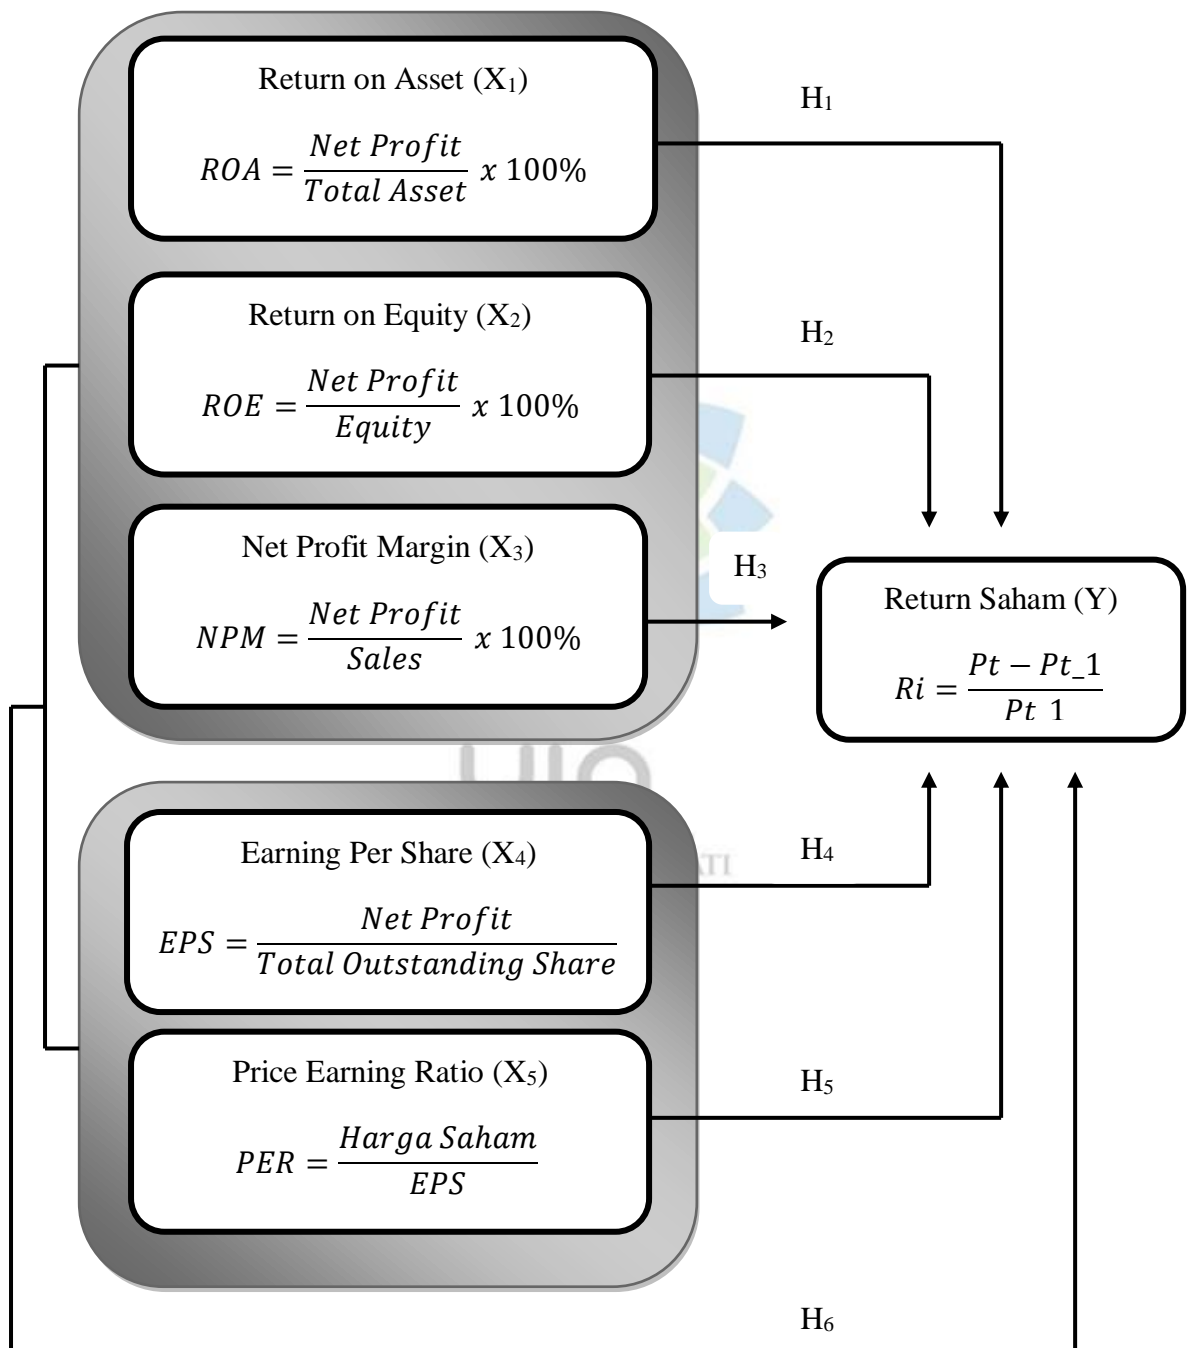 Return on Asset (X₁)
H₁
ROA = Net Profit / Total Asset x 100%
Return on Equity (X₂)
H₂
ROE = Net Profit / Equity x 100%
Net Profit Margin (X₃)
H₃
NPM = Net Profit / Sales x 100%
Return Saham (Y)
Ri = Pt − Pt_1 / Pt 1
Earning Per Share (X₄)
H₄
EPS = Net Profit / Total Outstanding Share
Price Earning Ratio (X₅)
H₅
PER = Harga Saham / EPS
H₆